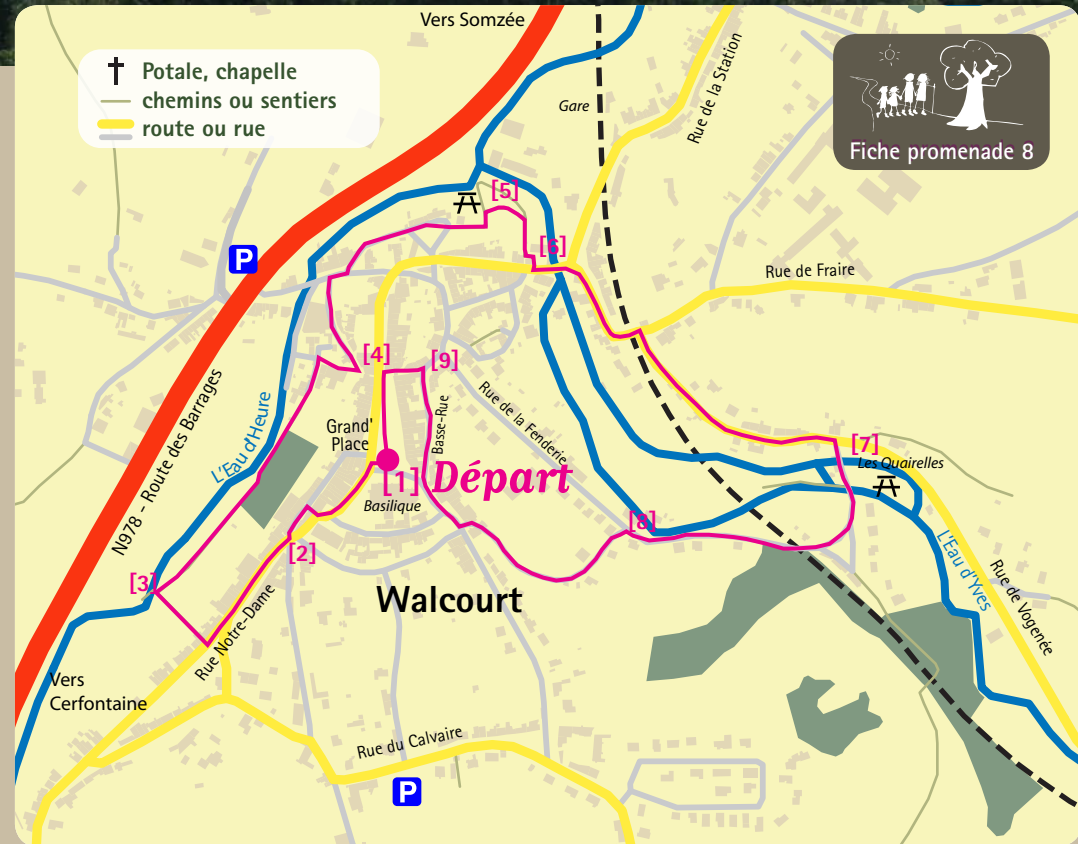 Vers Somzée
Potale, chapelle
chemins ou sentiers
route ou rue
Gare
Rue de la Station
Fiche promenade 8
[5]
[6]
P
Rue de Fraire
[4]
[9]
N978 - Route des Barrages
L'Eau d'Heure
Grand'
Place
Basse-Rue
Rue de la Fenderie
[1] Départ
Basilique
[7]
Les Quairelles
[8]
[2]
[3]
Walcourt
L'Eau d'Yves
Rue de Vogenée
Rue Notre-Dame
Vers
Cerfontaine
Rue du Calvaire
P